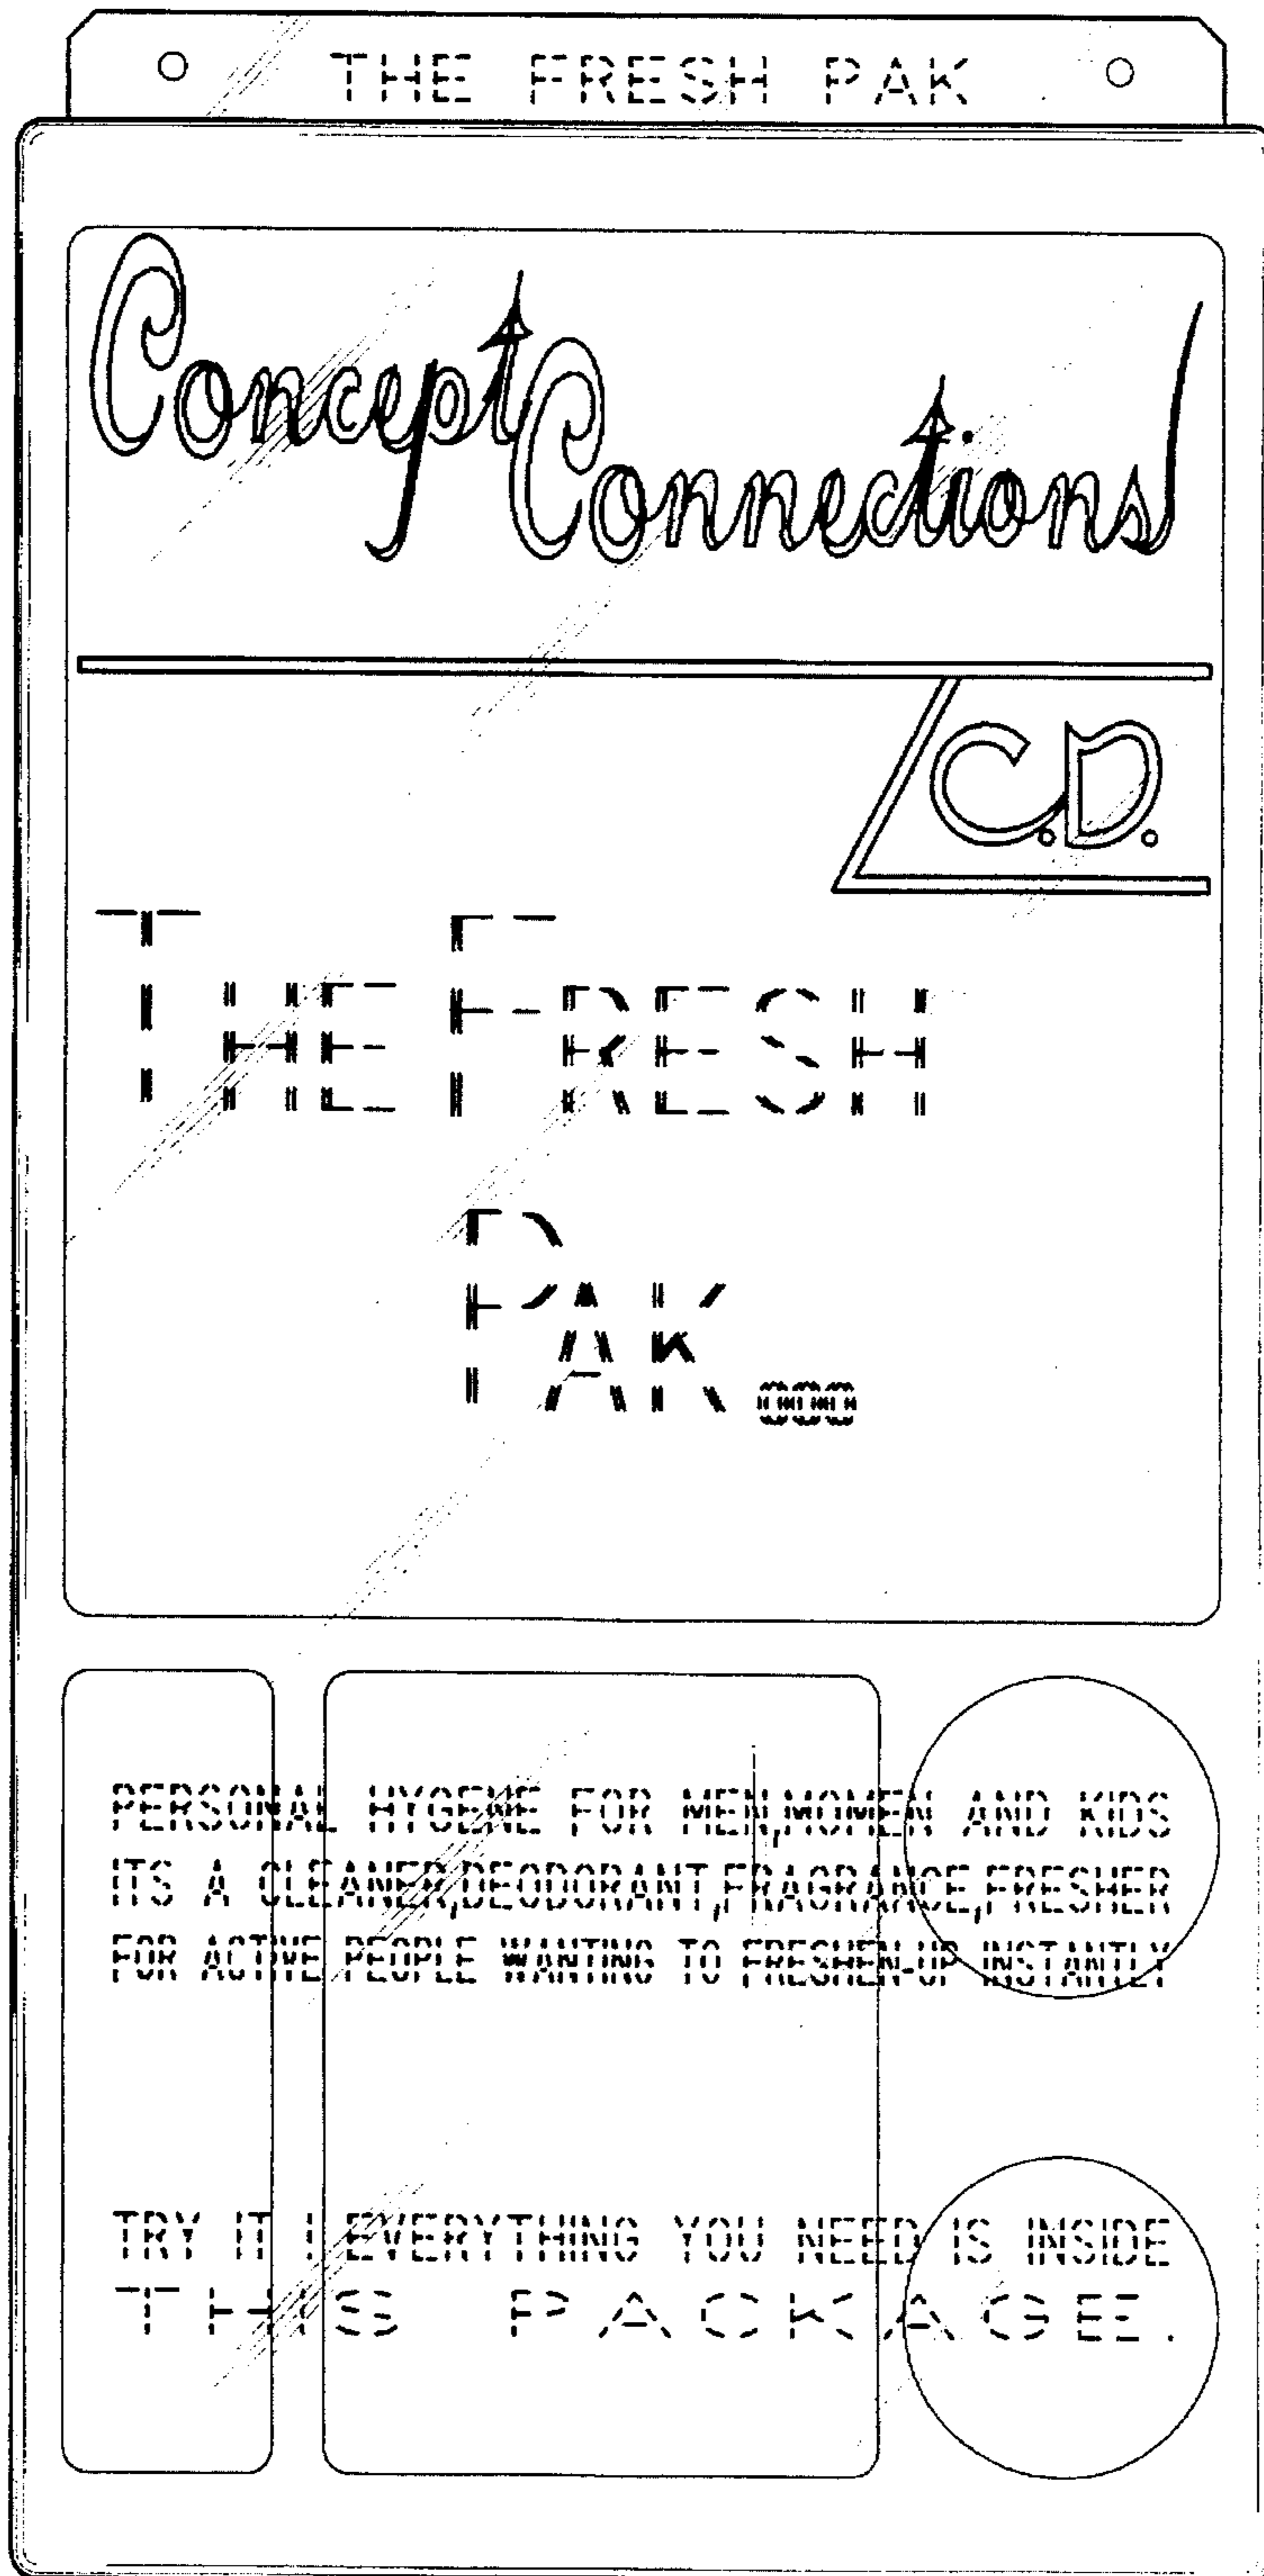 THE FRESH PAK
Concept
Connections
C.D.
THE FRESH
PAK...
PERSONAL HYGENE FOR MEN,MOMEN AND KIDS
ITS A CLEANER,DEODORANT,FRAGRANCE,FRESHER
FOR ACTIVE PEOPLE WANTING TO FRESHEN-UP INSTANTLY
TRY IT ! EVERYTHING YOU NEED IS INSIDE
THIS PACKAGE.